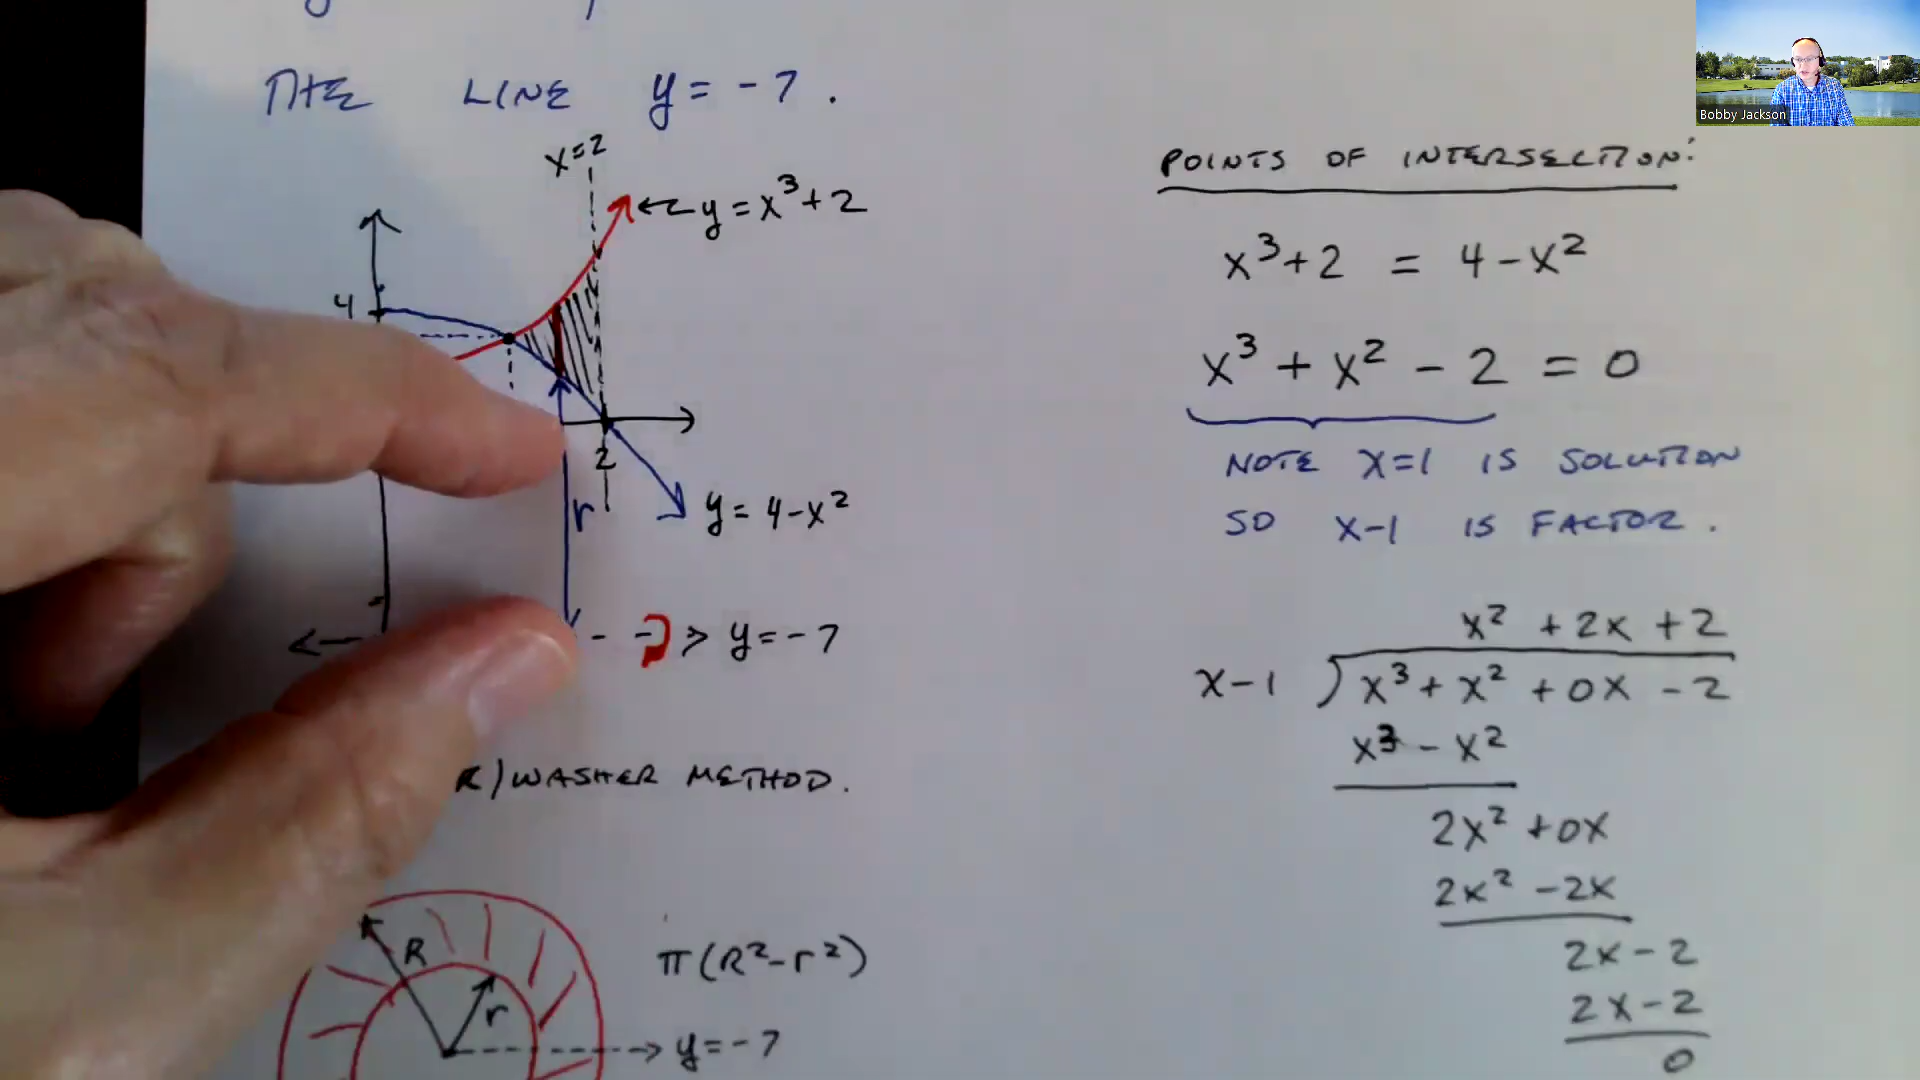 THE LINE y = -7 .
x=2
y = x³+2
4
2
r
y = 4-x²
y = -7
K/WASHER METHOD.
R
r
π(R²-r²)
y = -7
POINTS OF INTERSECTION:
x³+2 = 4-x²
x³ + x² - 2 = 0
NOTE x=1 IS SOLUTION
SO x-1 IS FACTOR .
x² +2x +2
x-1 ) x³ + x² +0x -2
x³ - x²
2x² +0x
2x² -2x
2x-2
2x-2
0
Bobby Jackson